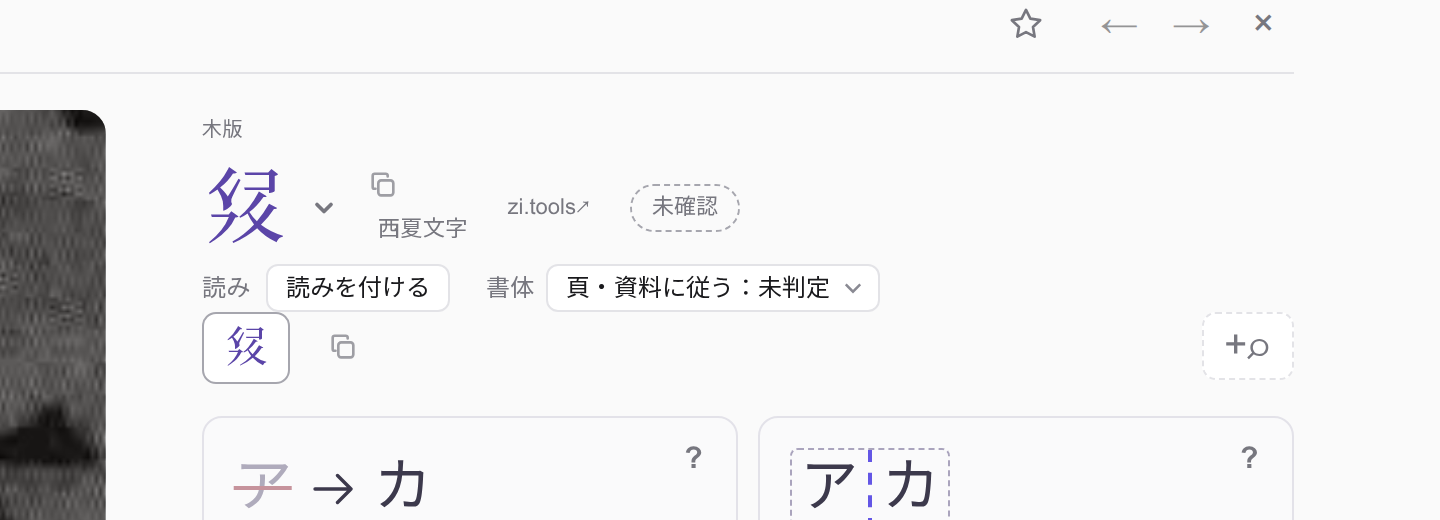 木版
西夏文字
zi.tools↗
未確認
読み 読みを付ける 書体 頁・資料に従う：未判定
ア → カ ?
ア カ ?